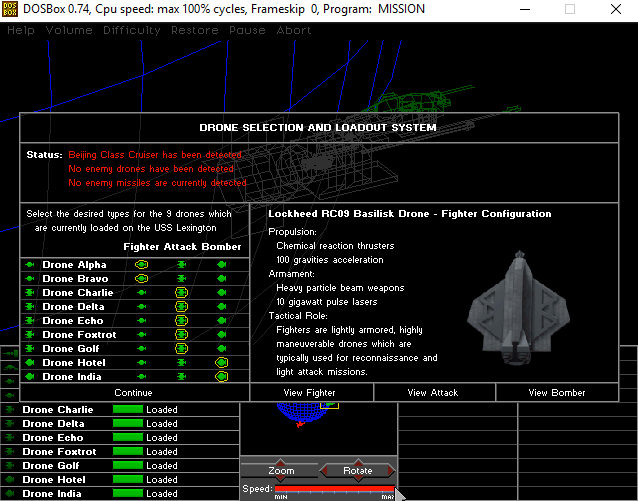 DOSBox 0.74, Cpu speed: max 100% cycles, Frameskip 0, Program: MISSION
Help Volume Difficulty Restore Pause Abort
DRONE SELECTION AND LOADOUT SYSTEM
Status: Beijing Class Cruiser has been detected
No enemy drones have been detected
No enemy missiles are currently detected
Select the desired types for the 9 drones which
are currently loaded on the USS Lexington
Fighter Attack Bomber
Drone Alpha
Drone Bravo
Drone Charlie
Drone Delta
Drone Echo
Drone Foxtrot
Drone Golf
Drone Hotel
Drone India
Continue
Lockheed RC09 Basilisk Drone - Fighter Configuration
Propulsion:
Chemical reaction thrusters
100 gravities acceleration
Armament:
Heavy particle beam weapons
10 gigawatt pulse lasers
Tactical Role:
Fighters are lightly armored, highly
maneuverable drones which are
typically used for reconnaissance and
light attack missions.
View Fighter View Attack View Bomber
Drone Charlie Loaded
Drone Delta Loaded
Drone Echo Loaded
Drone Foxtrot Loaded
Drone Golf Loaded
Drone Hotel Loaded
Drone India Loaded
Zoom Rotate
Speed:
MIN MAX